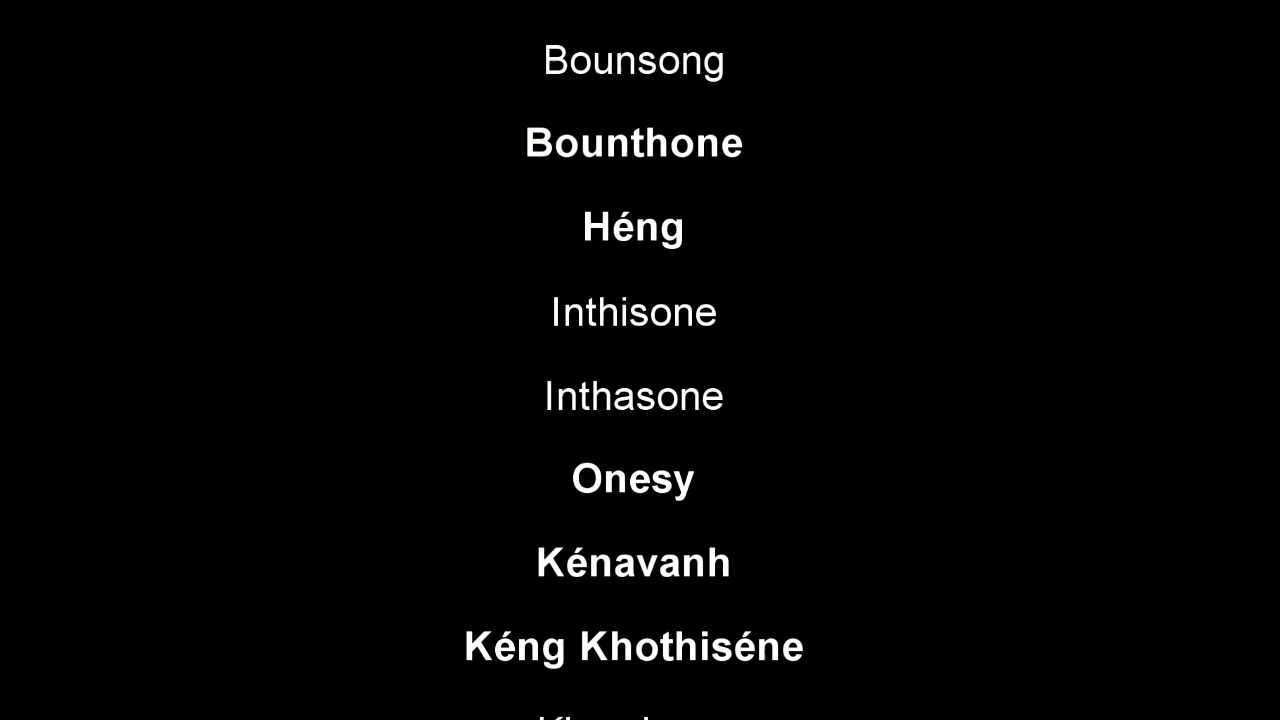 Bounsong
Bounthone
Héng
Inthisone
Inthasone
Onesy
Kénavanh
Kéng Khothiséne